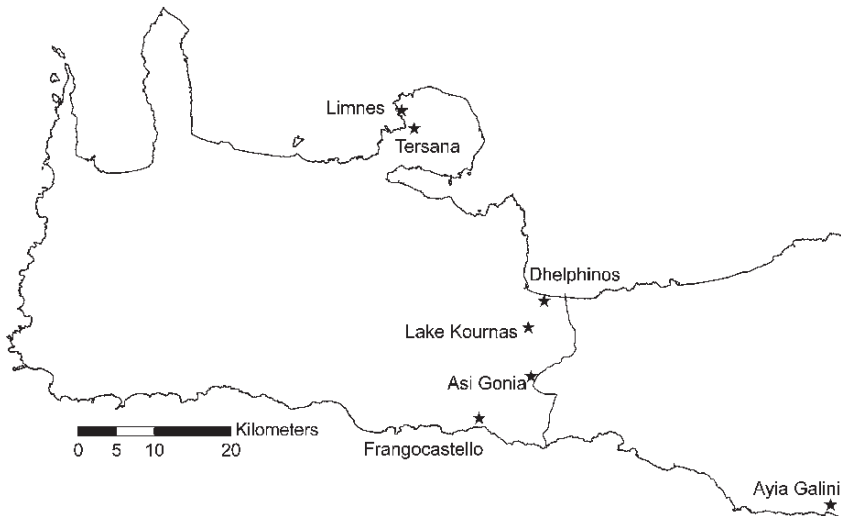 Limnes
Tersana
Dhelphinos
Lake Kournas
Asi Gonia
Kilometers
0 5 10 20
Frangocastello
Ayia Galini